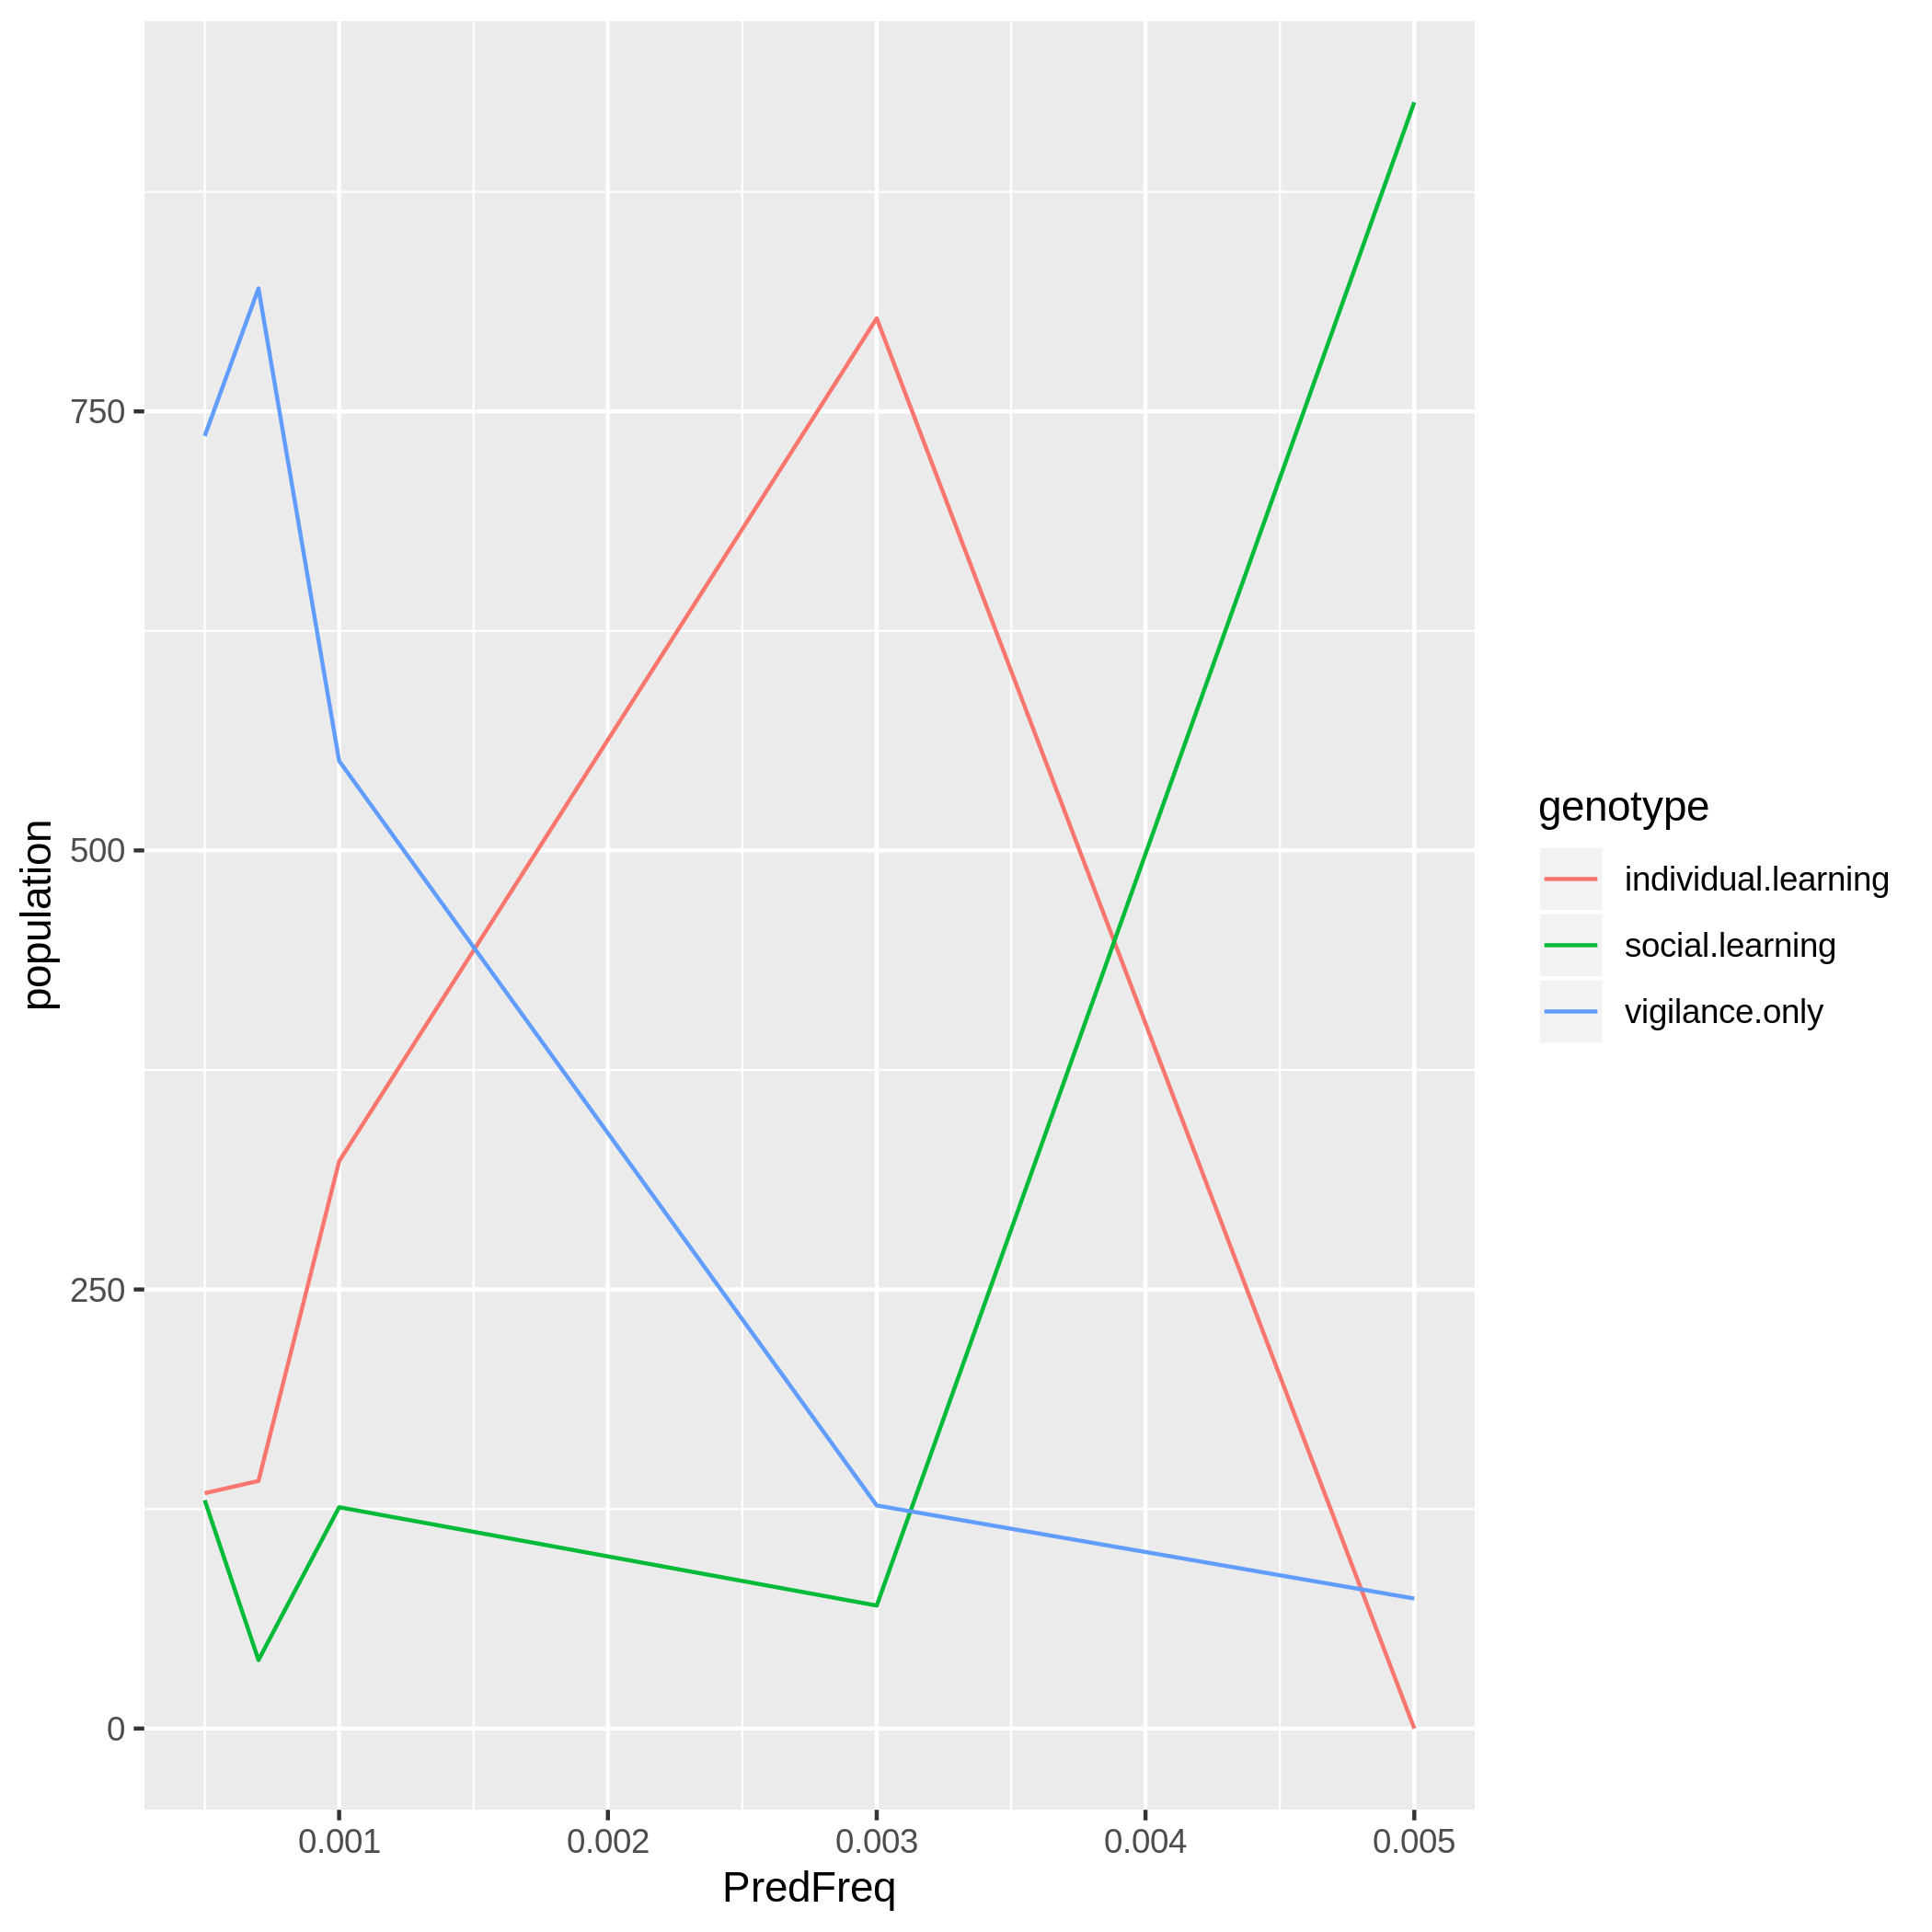 750
500
250
0
population
0.001
0.002
0.003
0.004
0.005
PredFreq
genotype
individual.learning
social.learning
vigilance.only